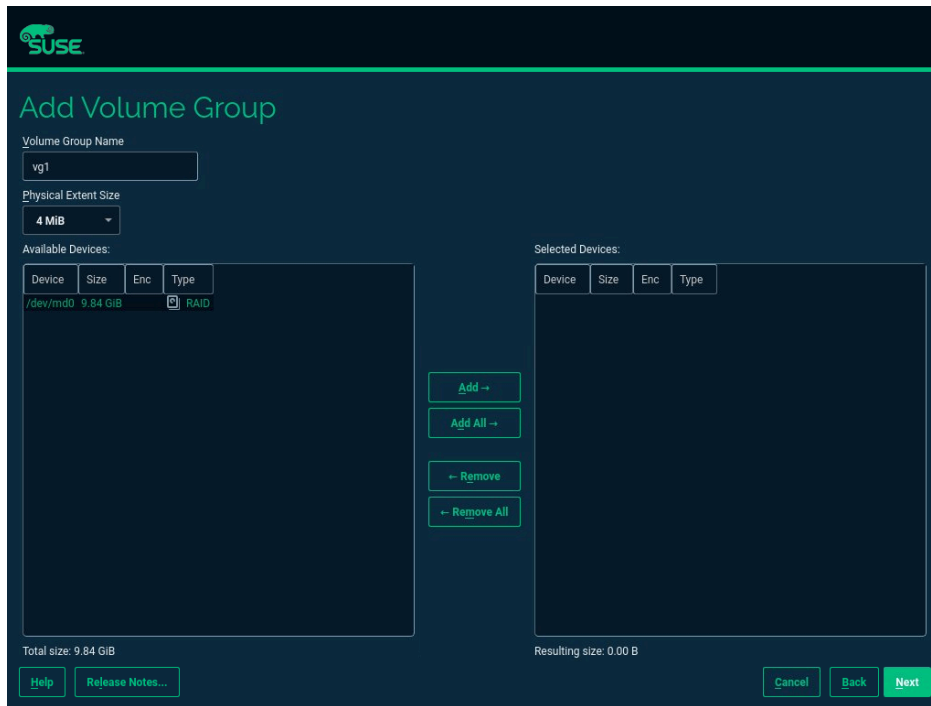 SUSE
Add Volume Group
Volume Group Name
vg1
Physical Extent Size
4 MiB
Available Devices:
Device Size Enc Type
/dev/md0 9.84 GiB RAID
Total size: 9.84 GiB
Add →
Add All →
← Remove
← Remove All
Selected Devices:
Device Size Enc Type
Resulting size: 0.00 B
Help Release Notes... Cancel Back Next